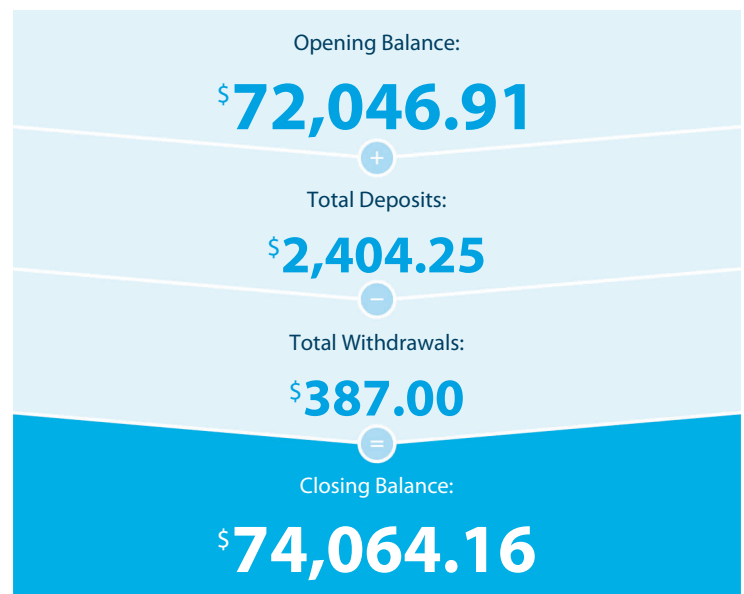 Opening Balance:
$72,046.91
+
Total Deposits:
$2,404.25
−
Total Withdrawals:
$387.00
=
Closing Balance:
$74,064.16